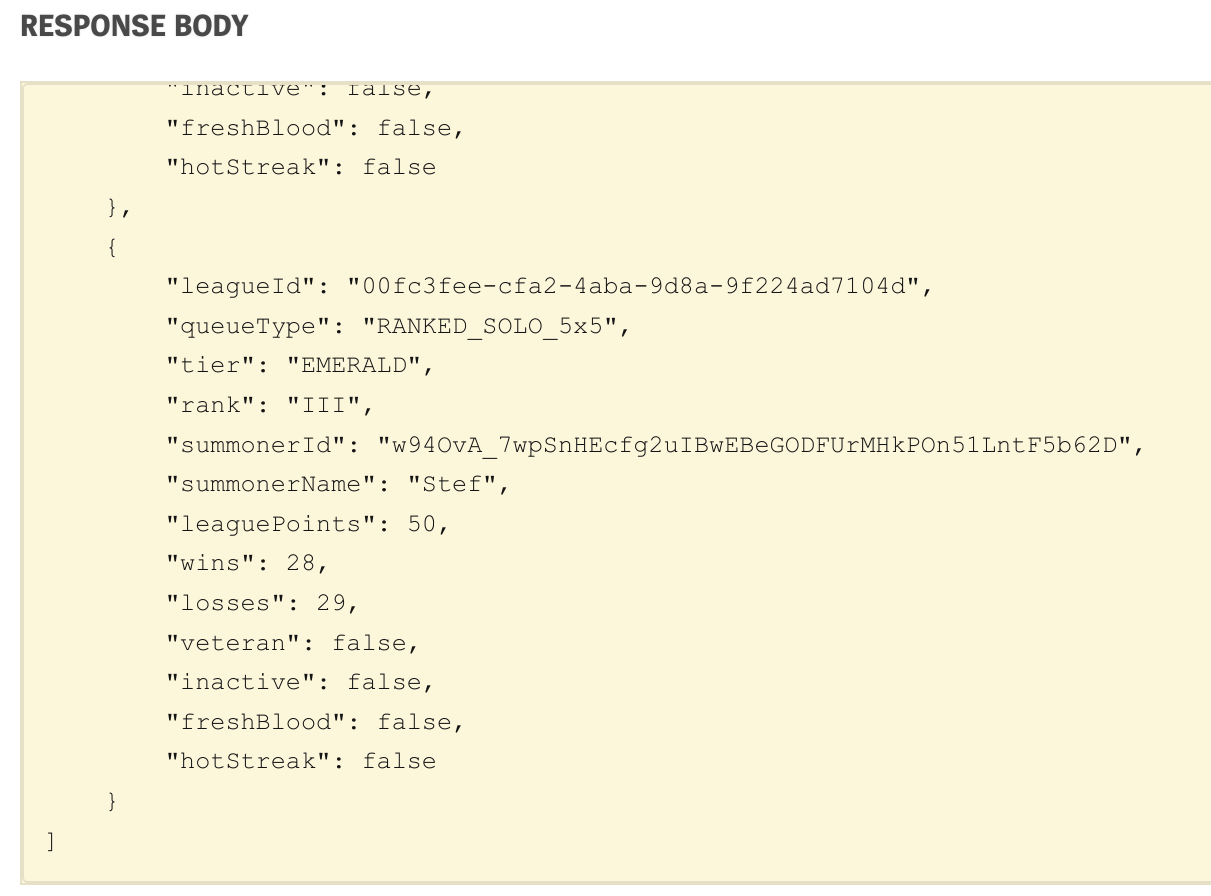 RESPONSE BODY
"inactive": false,
"freshBlood": false,
"hotStreak": false
},
{
"leagueId": "00fc3fee-cfa2-4aba-9d8a-9f224ad7104d",
"queueType": "RANKED_SOLO_5x5",
"tier": "EMERALD",
"rank": "III",
"summonerId": "w94OvA_7wpSnHEcfg2uIBwEBeGODFUrMHkPOn51LntF5b62D",
"summonerName": "Stef",
"leaguePoints": 50,
"wins": 28,
"losses": 29,
"veteran": false,
"inactive": false,
"freshBlood": false,
"hotStreak": false
}
]